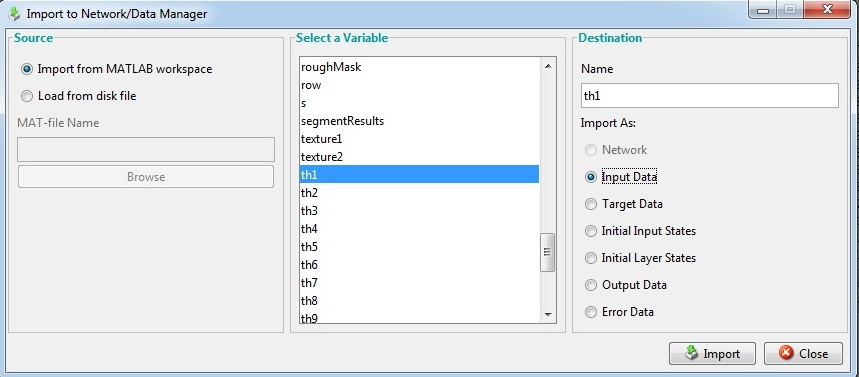 Import to Network/Data Manager
Source
Import from MATLAB workspace
Load from disk file
MAT-file Name
Browse
Select a Variable
roughMask
row
s
segmentResults
texture1
texture2
th1
th2
th3
th4
th5
th6
th7
th8
th9
Destination
Name
th1
Import As:
Network
Input Data
Target Data
Initial Input States
Initial Layer States
Output Data
Error Data
Import
Close